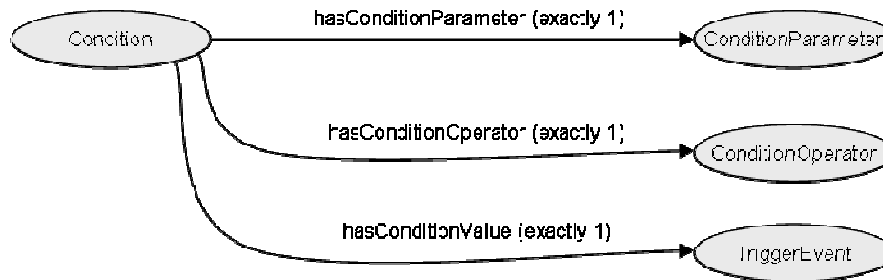 hasConditionParameter (exactly 1)
Condition
ConditionParameter
hasConditionOperator (exactly 1)
ConditionOperator
hasConditionValue (exactly 1)
TriggerEvent